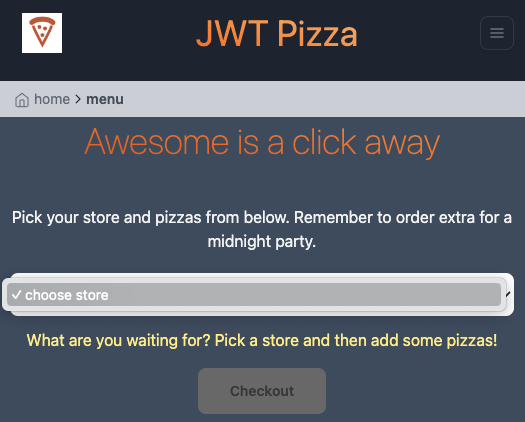 JWT Pizza
home > menu
Awesome is a click away
Pick your store and pizzas from below. Remember to order extra for a
midnight party.
✓ choose store
What are you waiting for? Pick a store and then add some pizzas!
Checkout